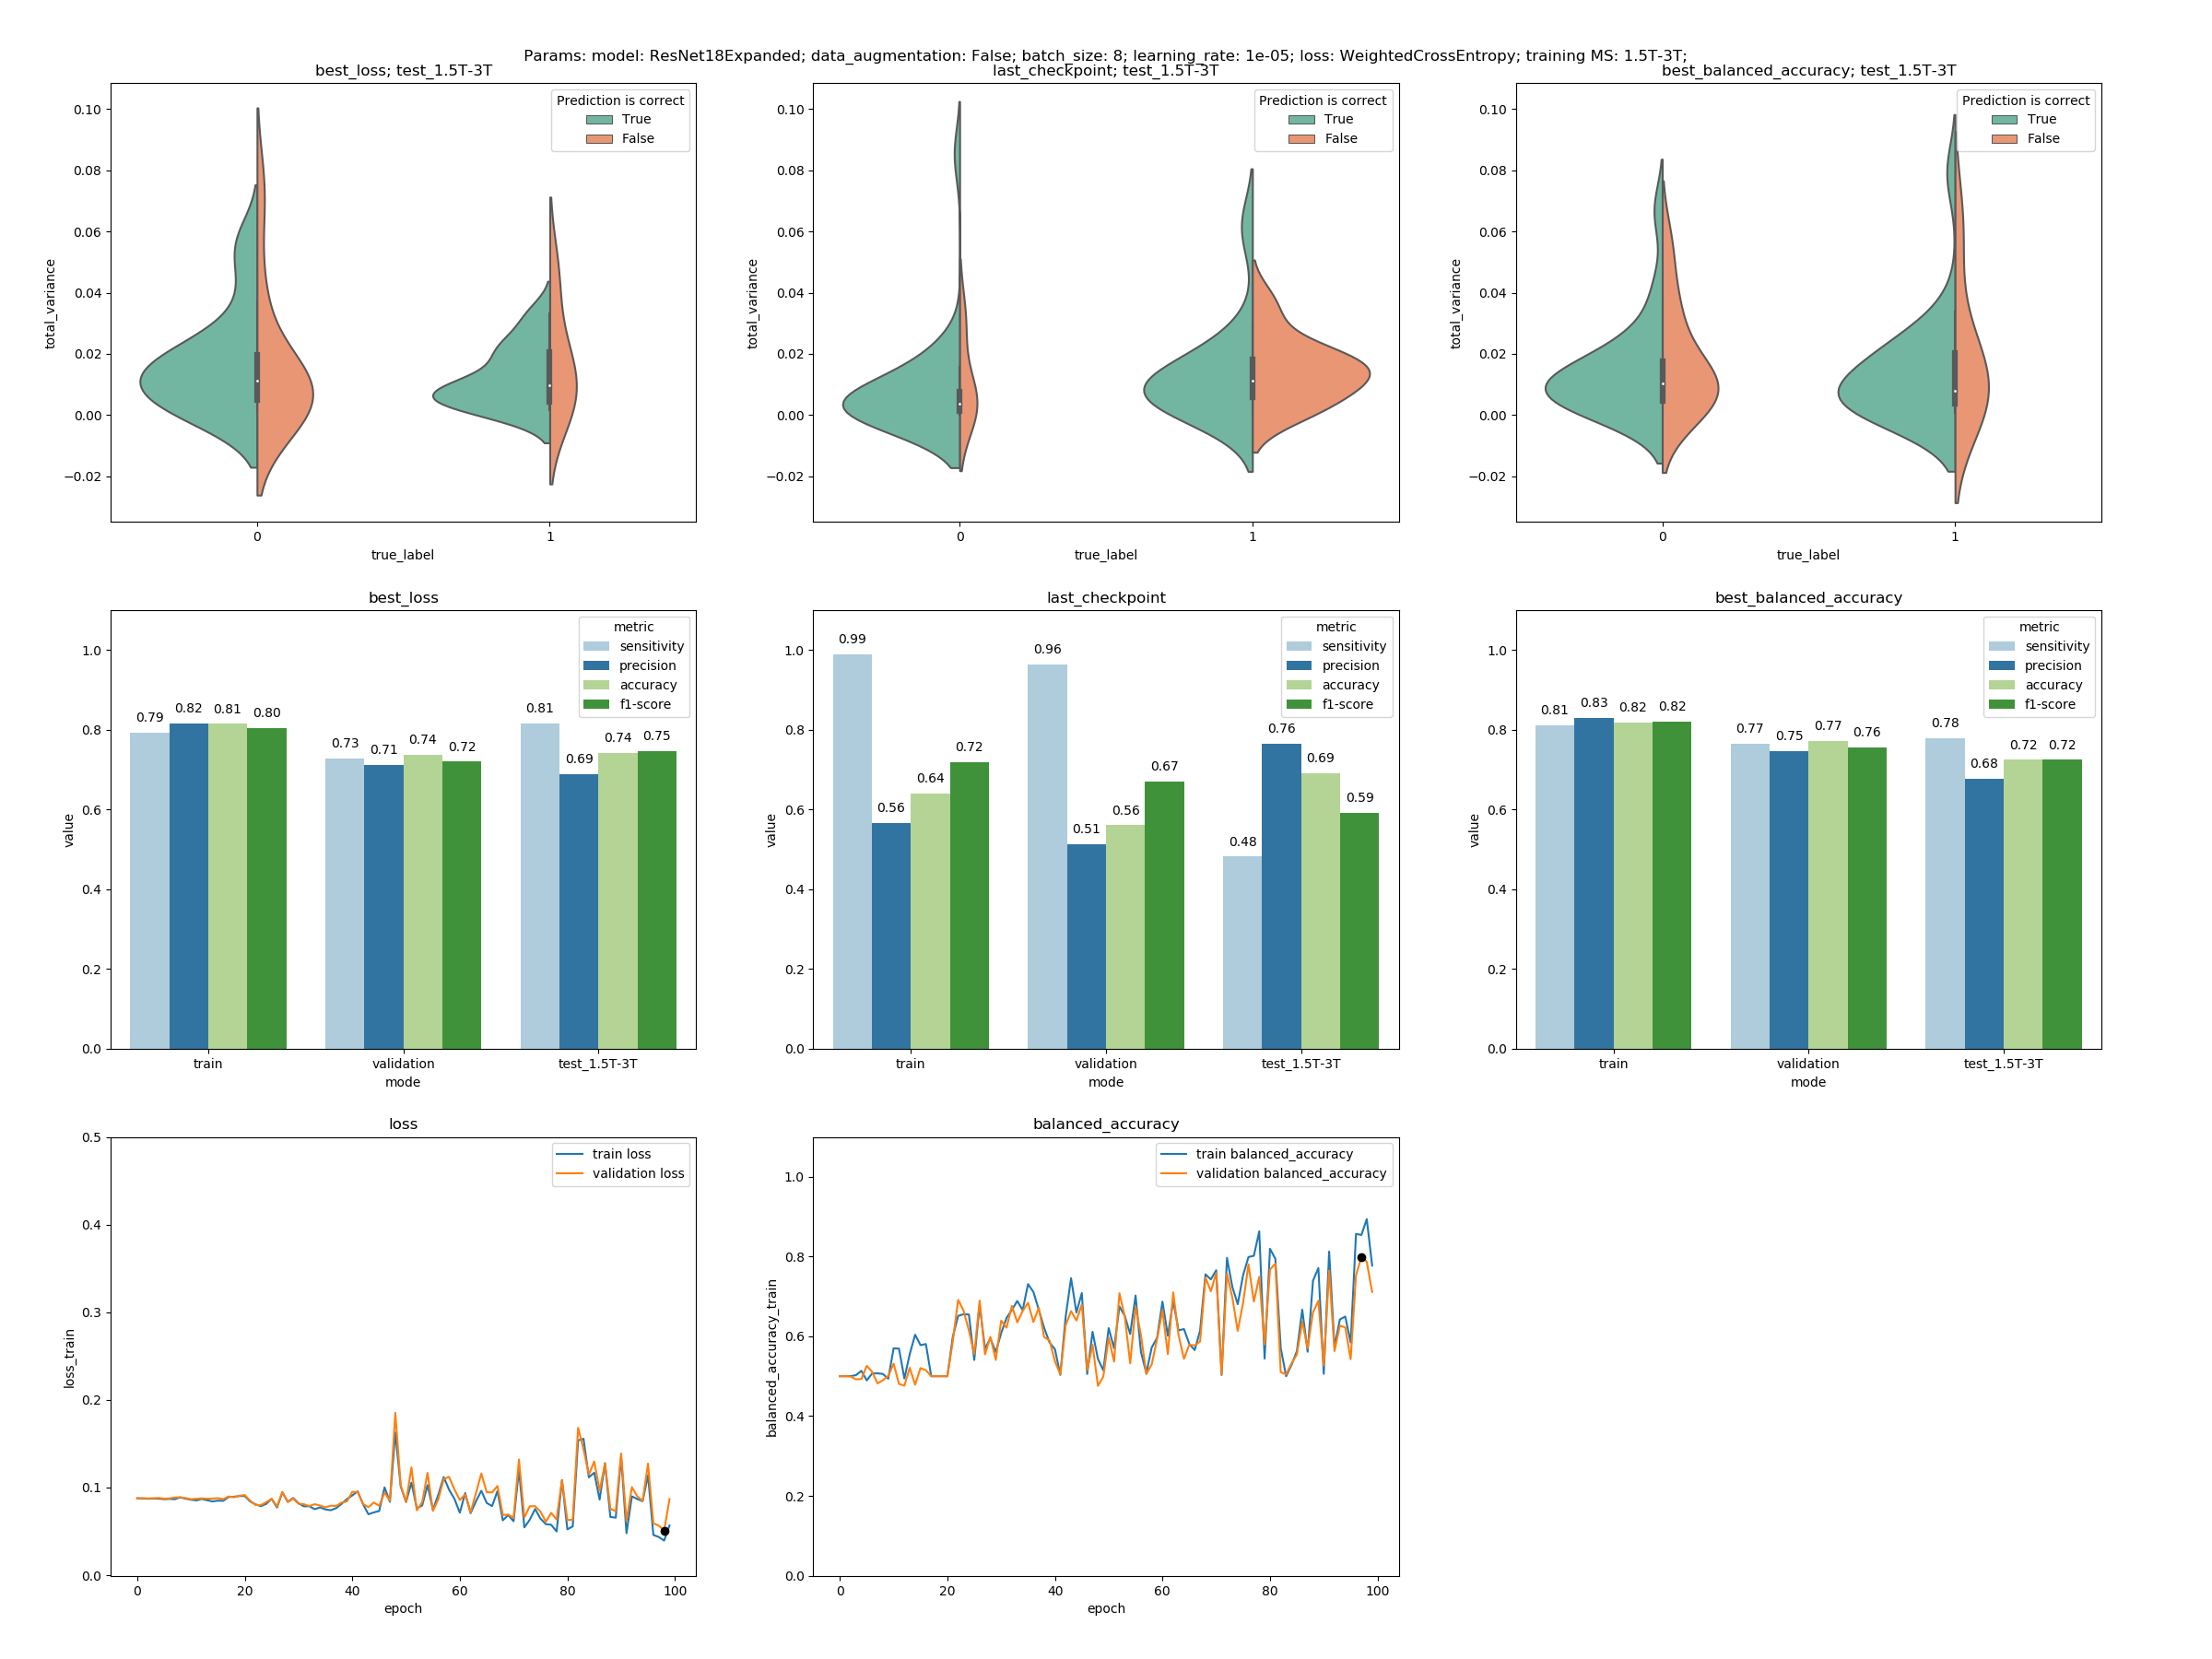 Params: model: ResNet18Expanded; data_augmentation: False; batch_size: 8; learning_rate: 1e-05; loss: WeightedCrossEntropy; training MS: 1.5T-3T;
best_loss; test_1.5T-3T
Prediction is correct
True
False
0.10
0.08
0.06
0.04
0.02
0.00
−0.02
total_variance
0
1
true_label
last_checkpoint; test_1.5T-3T
Prediction is correct
True
False
0.10
0.08
0.06
0.04
0.02
0.00
−0.02
total_variance
0
1
true_label
best_balanced_accuracy; test_1.5T-3T
Prediction is correct
True
False
0.10
0.08
0.06
0.04
0.02
0.00
−0.02
total_variance
0
1
true_label
best_loss
metric
sensitivity
precision
accuracy
f1-score
1.0
0.8
0.6
0.4
0.2
0.0
value
0.79
0.82
0.81
0.80
0.73
0.71
0.74
0.72
0.81
0.69
0.74
0.75
train
validation
test_1.5T-3T
mode
last_checkpoint
metric
sensitivity
precision
accuracy
f1-score
1.0
0.8
0.6
0.4
0.2
0.0
value
0.99
0.56
0.64
0.72
0.96
0.51
0.56
0.67
0.48
0.76
0.69
0.59
train
validation
test_1.5T-3T
mode
best_balanced_accuracy
metric
sensitivity
precision
accuracy
f1-score
1.0
0.8
0.6
0.4
0.2
0.0
value
0.81
0.83
0.82
0.82
0.77
0.75
0.77
0.76
0.78
0.68
0.72
0.72
train
validation
test_1.5T-3T
mode
loss
train loss
validation loss
0.5
0.4
0.3
0.2
0.1
0.0
loss_train
0
20
40
60
80
100
epoch
balanced_accuracy
train balanced_accuracy
validation balanced_accuracy
1.0
0.8
0.6
0.4
0.2
0.0
balanced_accuracy_train
0
20
40
60
80
100
epoch